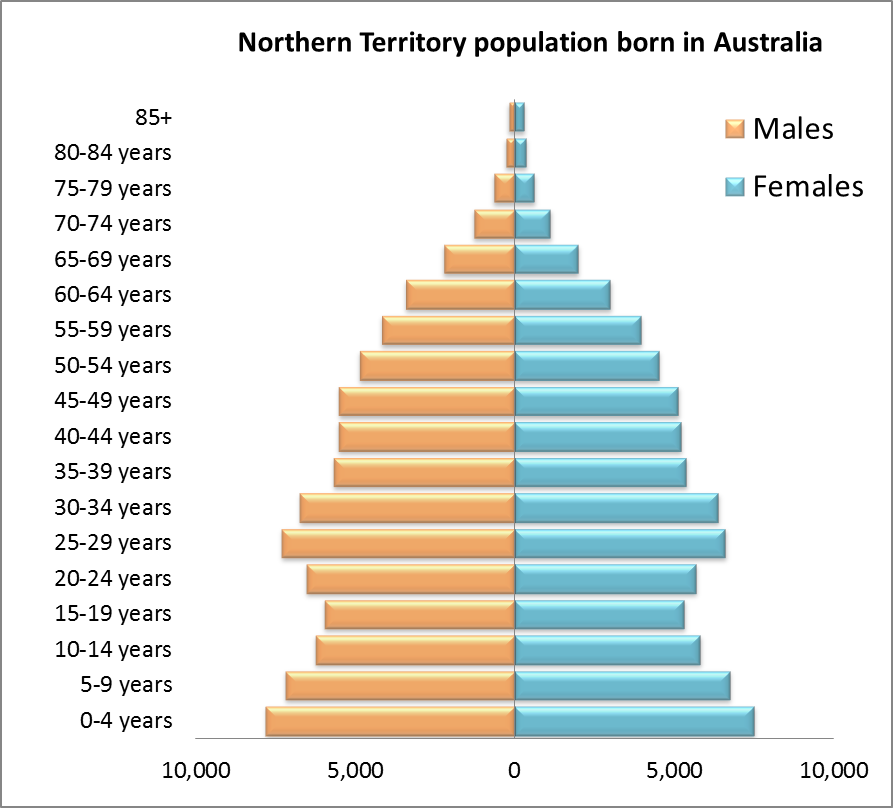 Northern Territory population born in Australia
85+
80-84 years
75-79 years
70-74 years
65-69 years
60-64 years
55-59 years
50-54 years
45-49 years
40-44 years
35-39 years
30-34 years
25-29 years
20-24 years
15-19 years
10-14 years
5-9 years
0-4 years
Males
Females
10,000 5,000 0 5,000 10,000